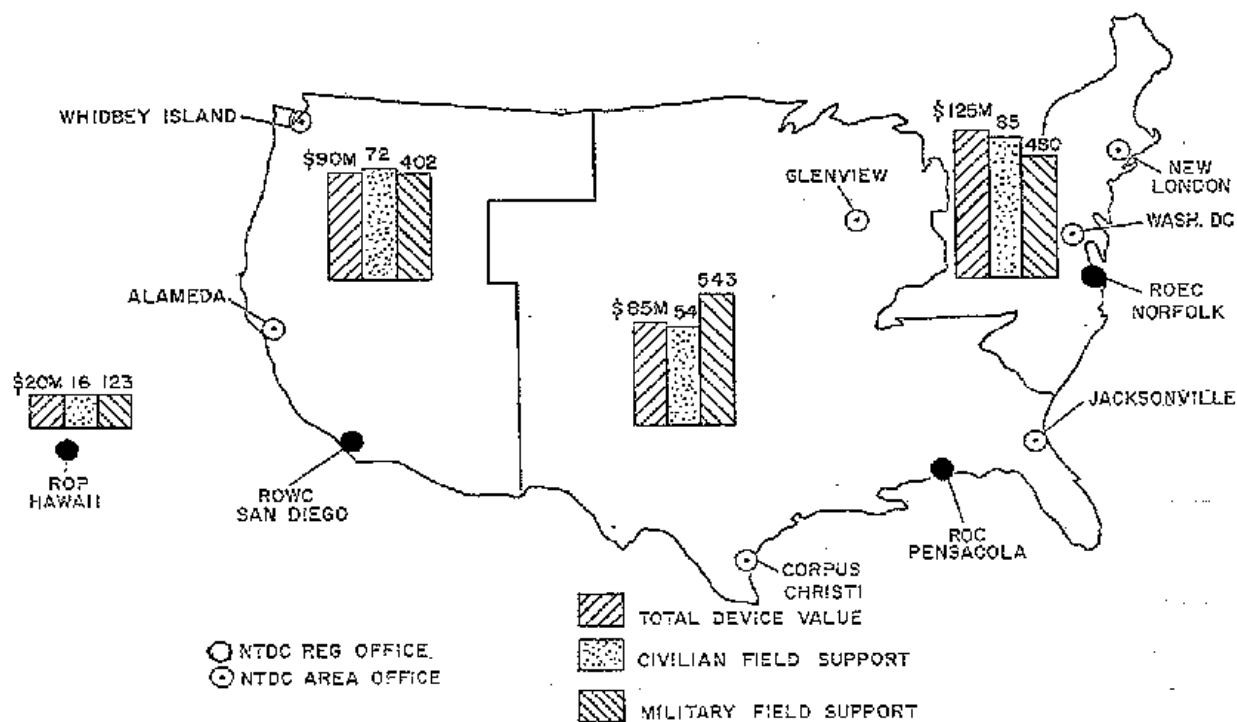 WHIDBEY ISLAND
$90M 72 402
ALAMEDA
$20M 16 123
ROP
HAWAII
ROWC
SAN DIEGO
$85M 54 543
GLENVIEW
$125M 85 480
NEW
LONDON
WASH. DC
ROEC
NORFOLK
JACKSONVILLE
ROC
PENSACOLA
CORPUS
CHRISTI
NTDC REG OFFICE
NTDC AREA OFFICE
TOTAL DEVICE VALUE
CIVILIAN FIELD SUPPORT
MILITARY FIELD SUPPORT